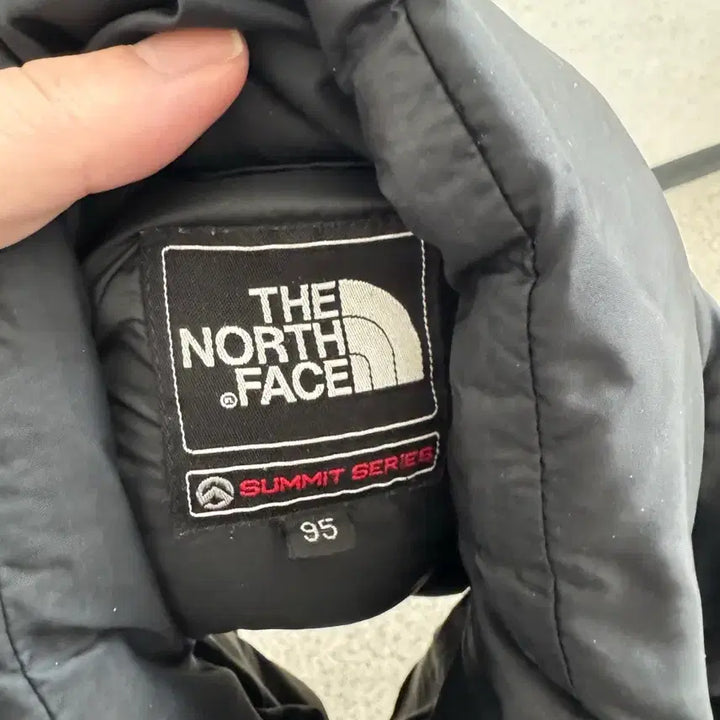 THE
NORTH
FACE
®
SUMMIT SERIES
95